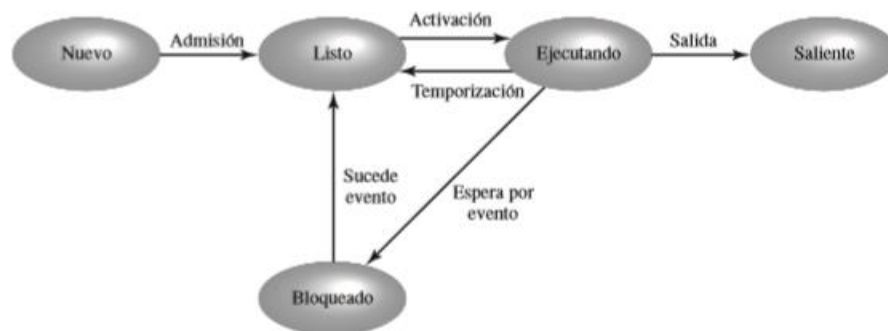 Nuevo
Admisión
Listo
Activación
Temporización
Ejecutando
Salida
Saliente
Sucede
evento
Espera por
evento
Bloqueado